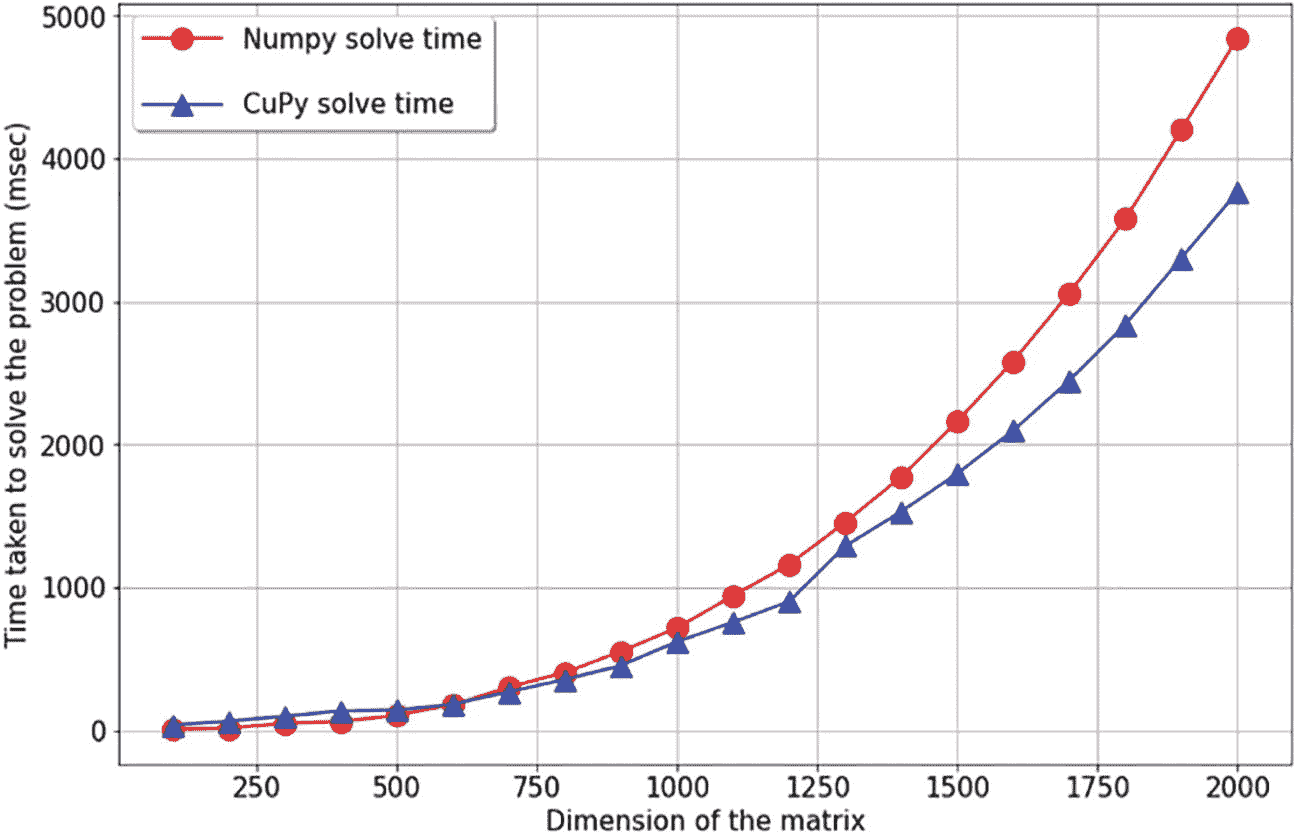 Numpy solve time
CuPy solve time
Time taken to solve the problem (msec)
5000
4000
3000
2000
1000
0
250 500 750 1000 1250 1500 1750 2000
Dimension of the matrix